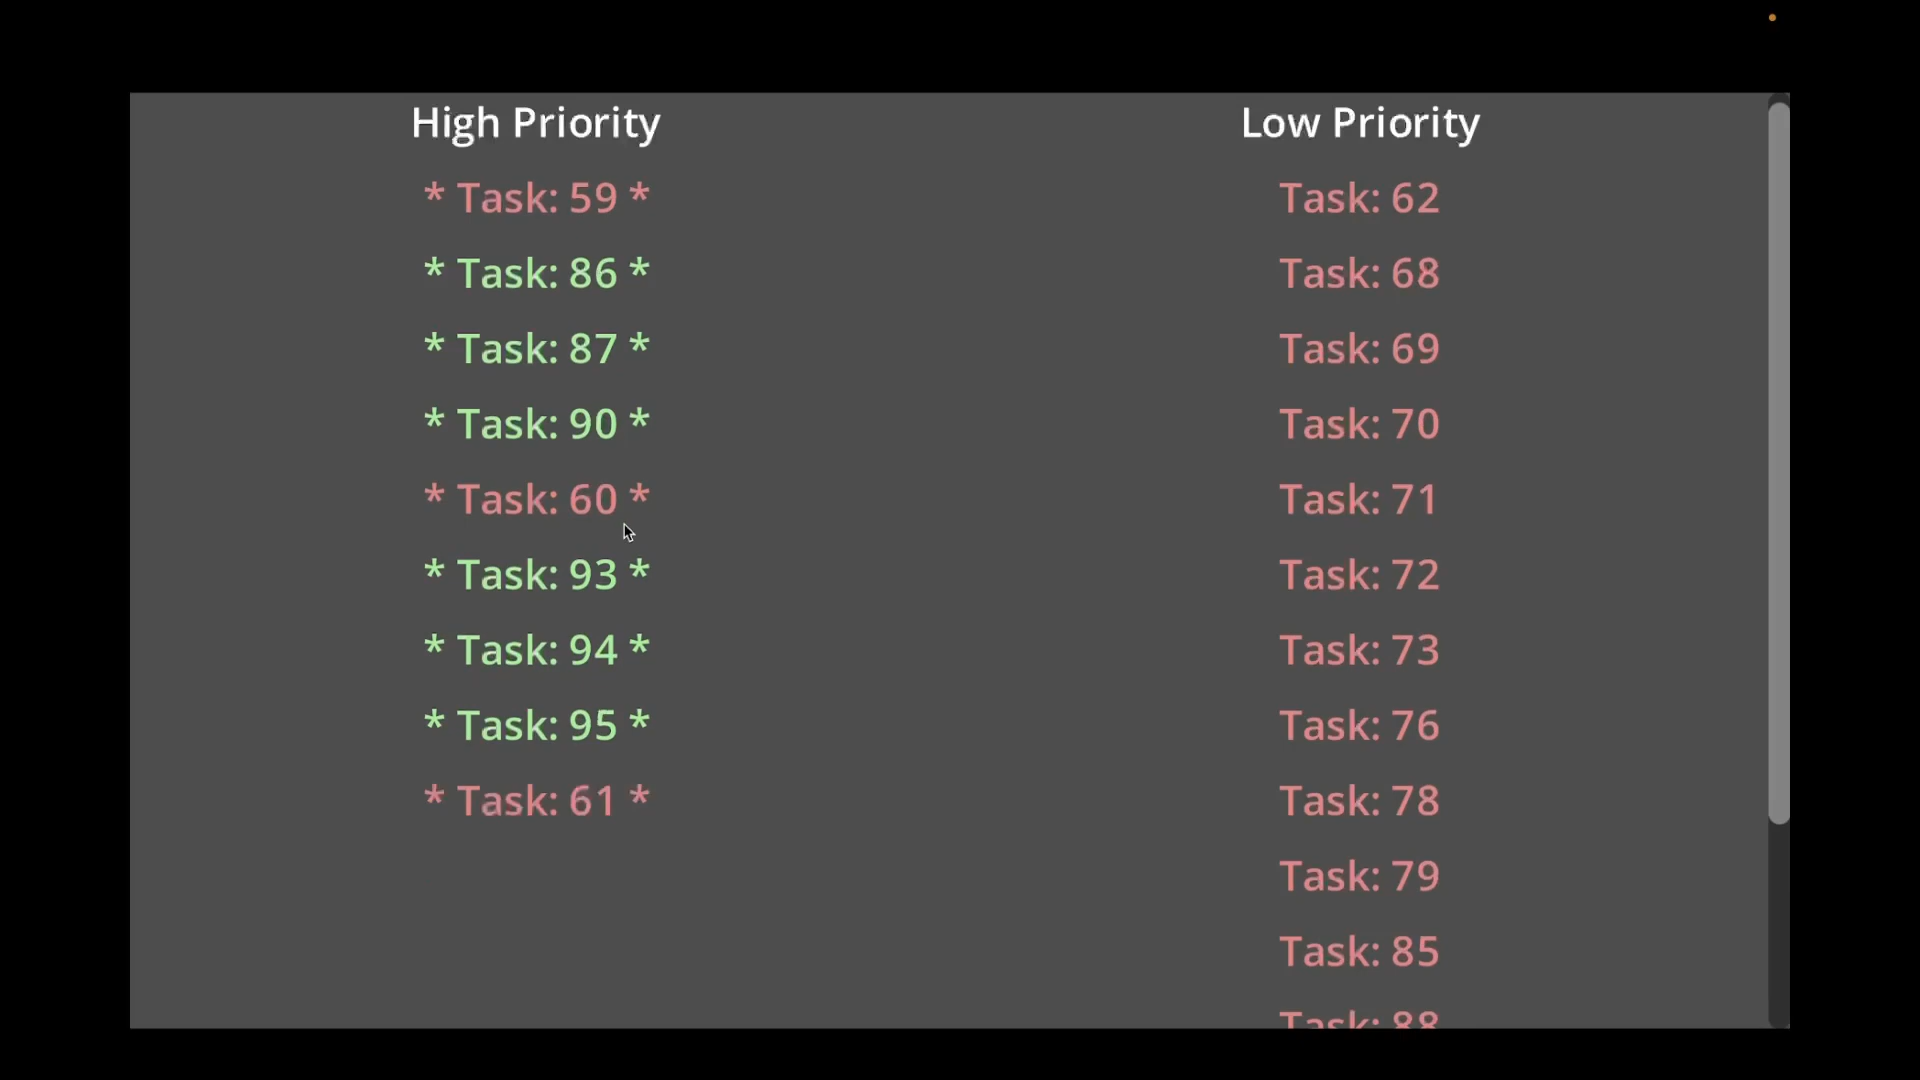 High Priority
* Task: 59 *
* Task: 86 *
* Task: 87 *
* Task: 90 *
* Task: 60 *
* Task: 93 *
* Task: 94 *
* Task: 95 *
* Task: 61 *
Low Priority
Task: 62
Task: 68
Task: 69
Task: 70
Task: 71
Task: 72
Task: 73
Task: 76
Task: 78
Task: 79
Task: 85
Task: 88